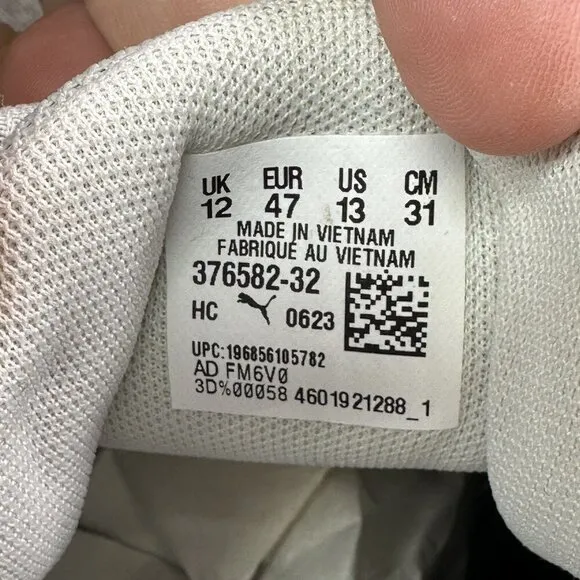 UK EUR US CM
12 47 13 31
MADE IN VIETNAM
FABRIQUÉ AU VIETNAM
376582-32
HC 0623
UPC:196856105782
AD FM6V0
3D%00058 4601921288_1